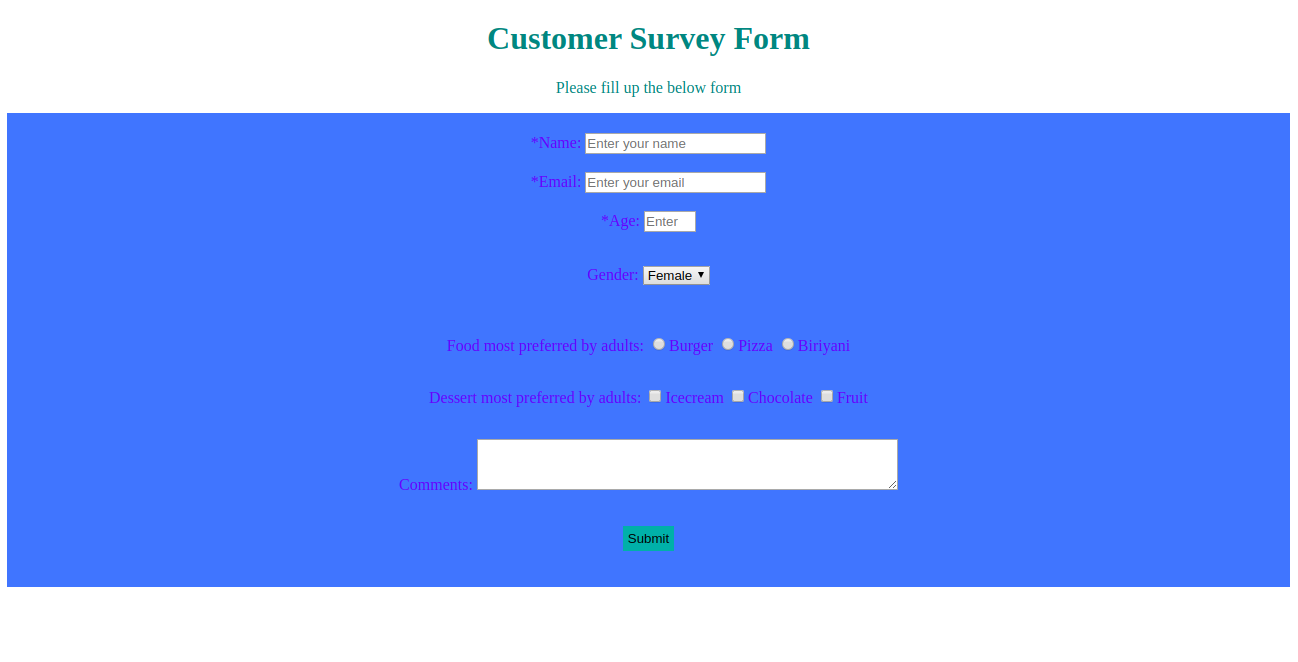 Customer Survey Form
Please fill up the below form
*Name: Enter your name
*Email: Enter your email
*Age: Enter
Gender: Female
Food most preferred by adults: Burger Pizza Biriyani
Dessert most preferred by adults: Icecream Chocolate Fruit
Comments:
Submit